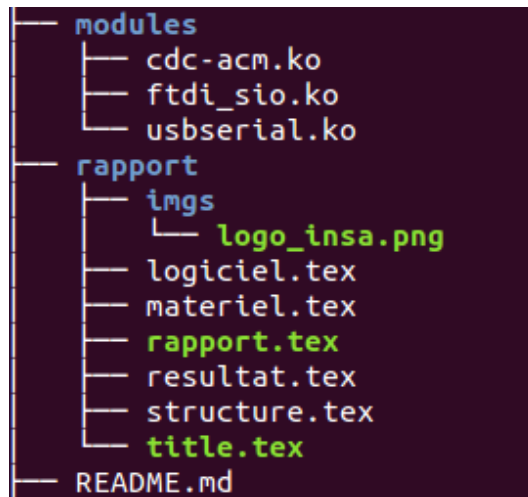 ├── modules
│   ├── cdc-acm.ko
│   ├── ftdi_sio.ko
│   └── usbserial.ko
├── rapport
│   ├── imgs
│   │   └── logo_insa.png
│   ├── logiciel.tex
│   ├── materiel.tex
│   ├── rapport.tex
│   ├── resultat.tex
│   ├── structure.tex
│   └── title.tex
├── README.md